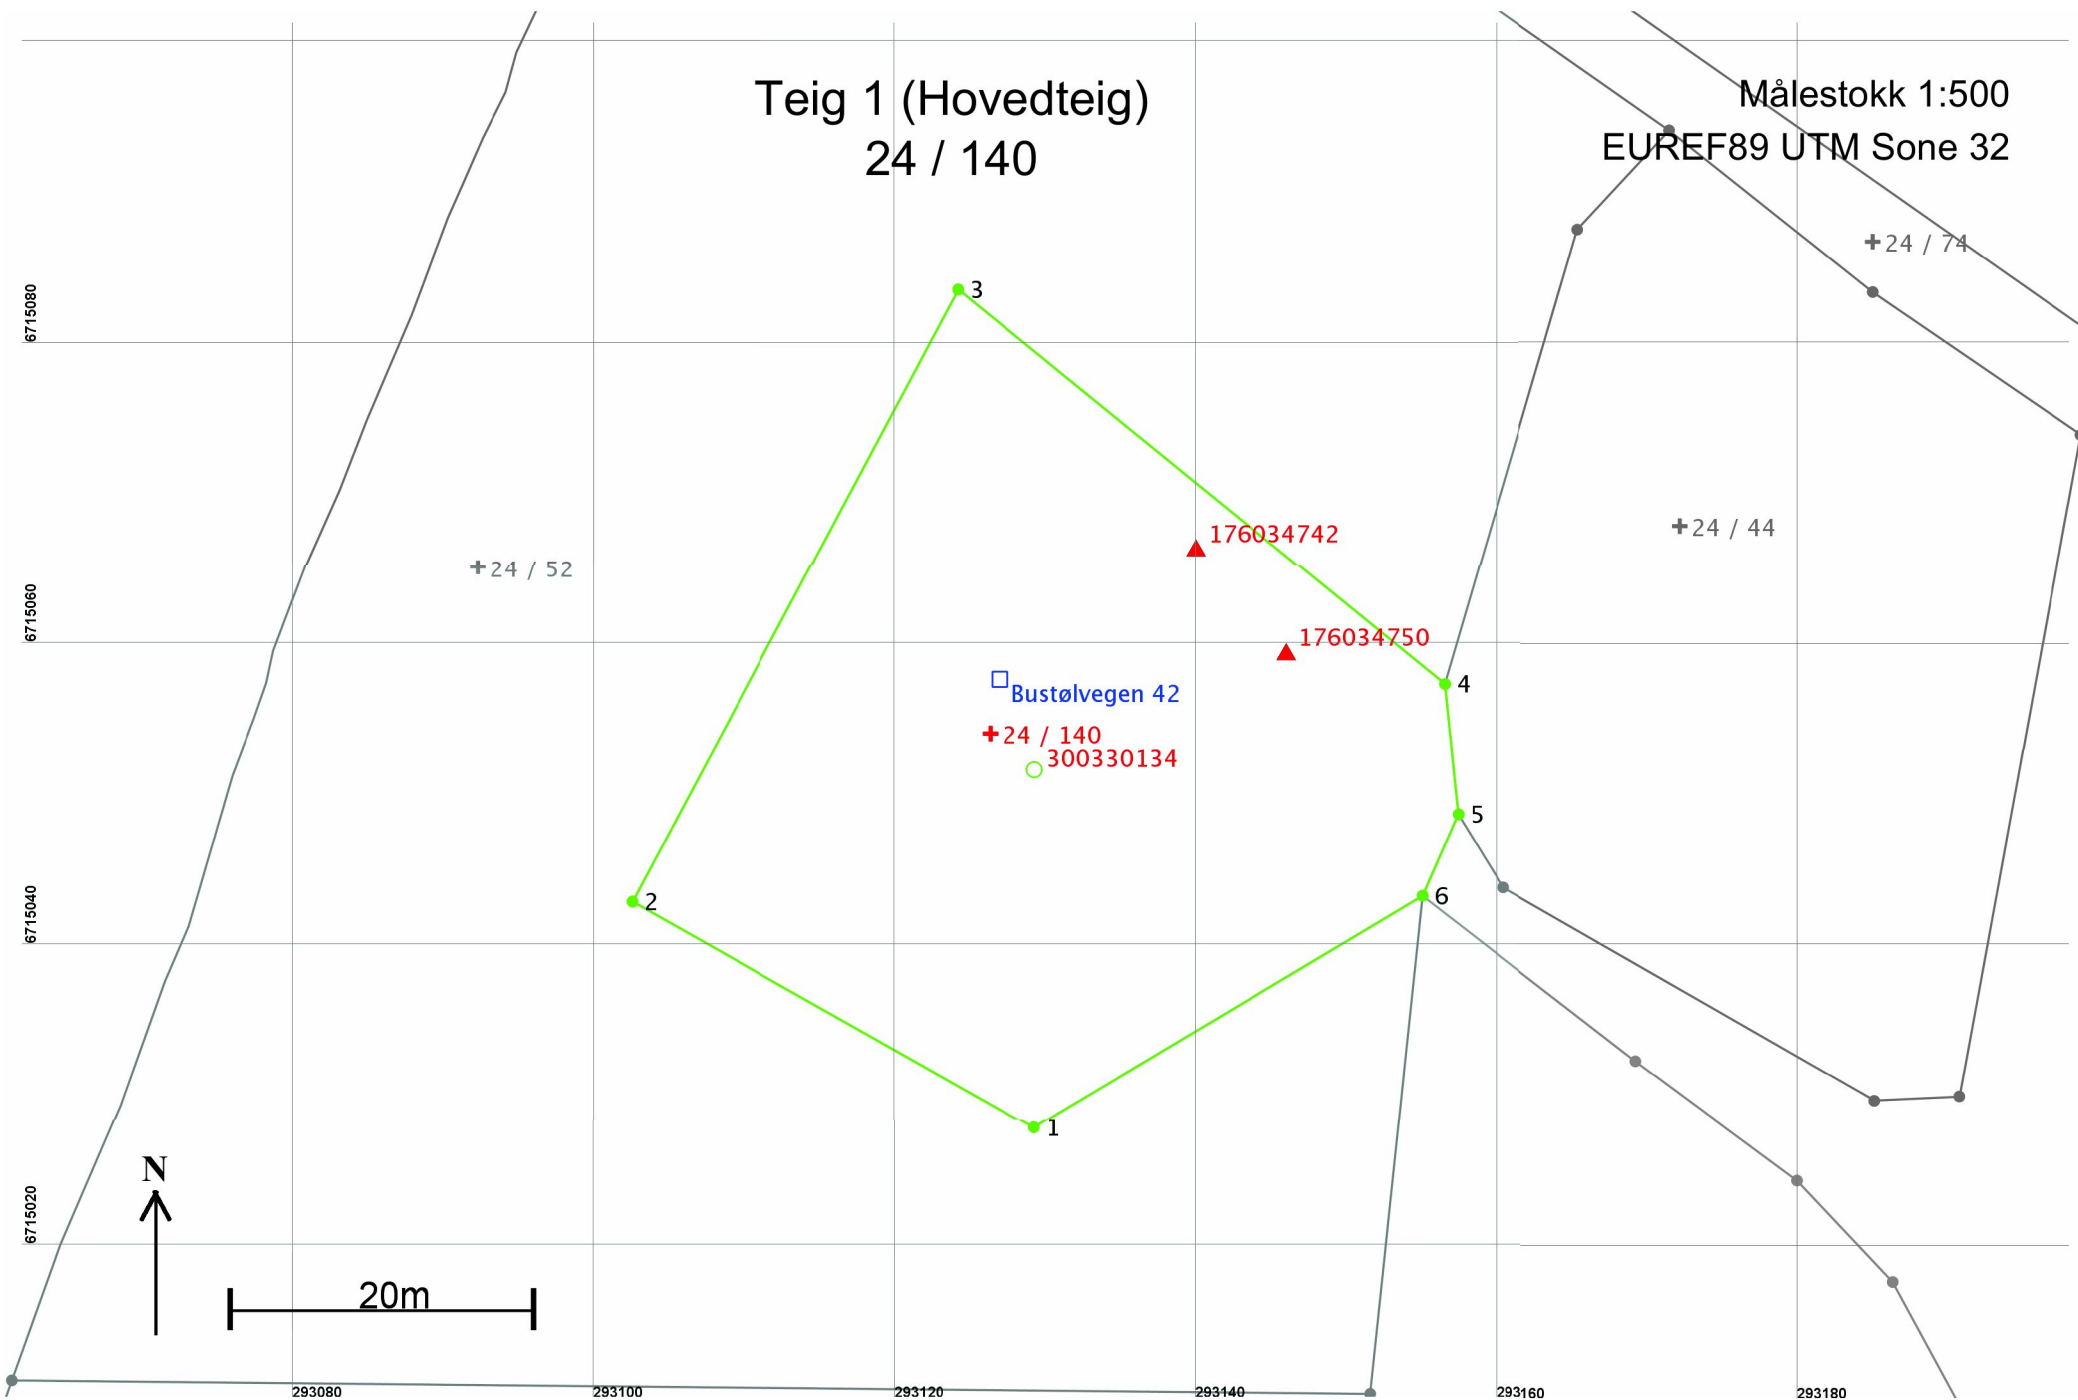 Teig 1 (Hovedteig)
24 / 140
Målestokk 1:500
EUREF89 UTM Sone 32
24 / 74
3
6715080
176034742
24 / 44
24 / 52
6715060
176034750
4
Bustølvegen 42
24 / 140
300330134
5
2
6
6715040
1
N
6715020
20m
293080
293100
293120
293140
293160
293180